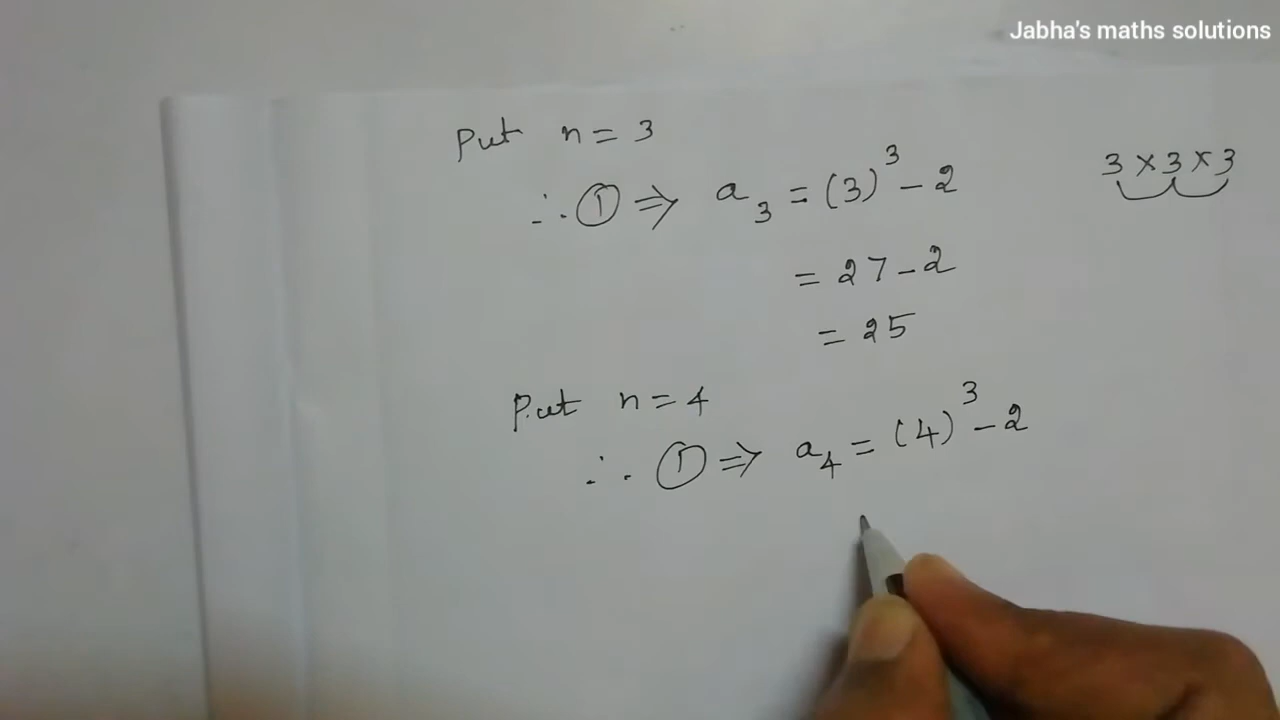 Jabha's maths solutions
Put n = 3
∴ ① ⇒ a₃ = (3)³ - 2
3 × 3 × 3
= 27 - 2
= 25
Put n = 4
∴ ① ⇒ a₄ = (4)³ - 2